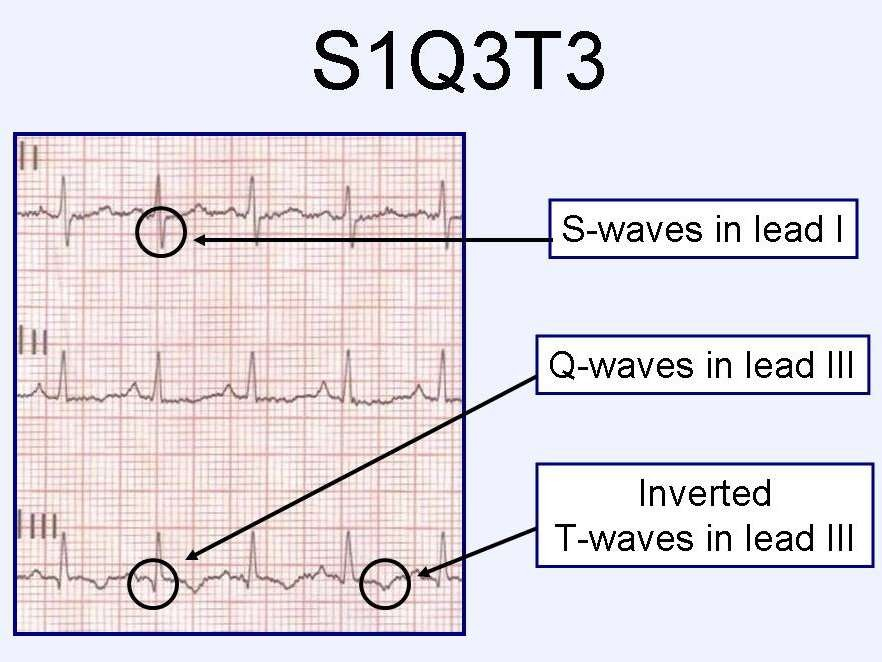 S1Q3T3
I
S-waves in lead I
II
Q-waves in lead III
III
Inverted
T-waves in lead III